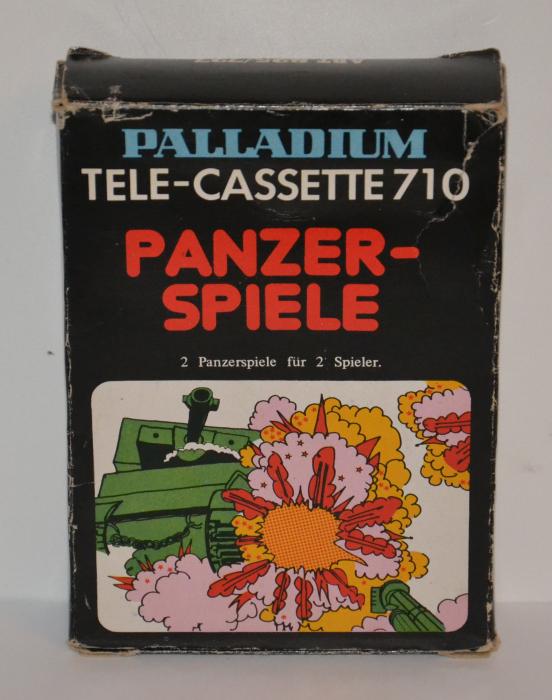 PALLADIUM
TELE-CASSETTE 710
PANZER-
SPIELE
2 Panzerspiele für 2 Spieler.